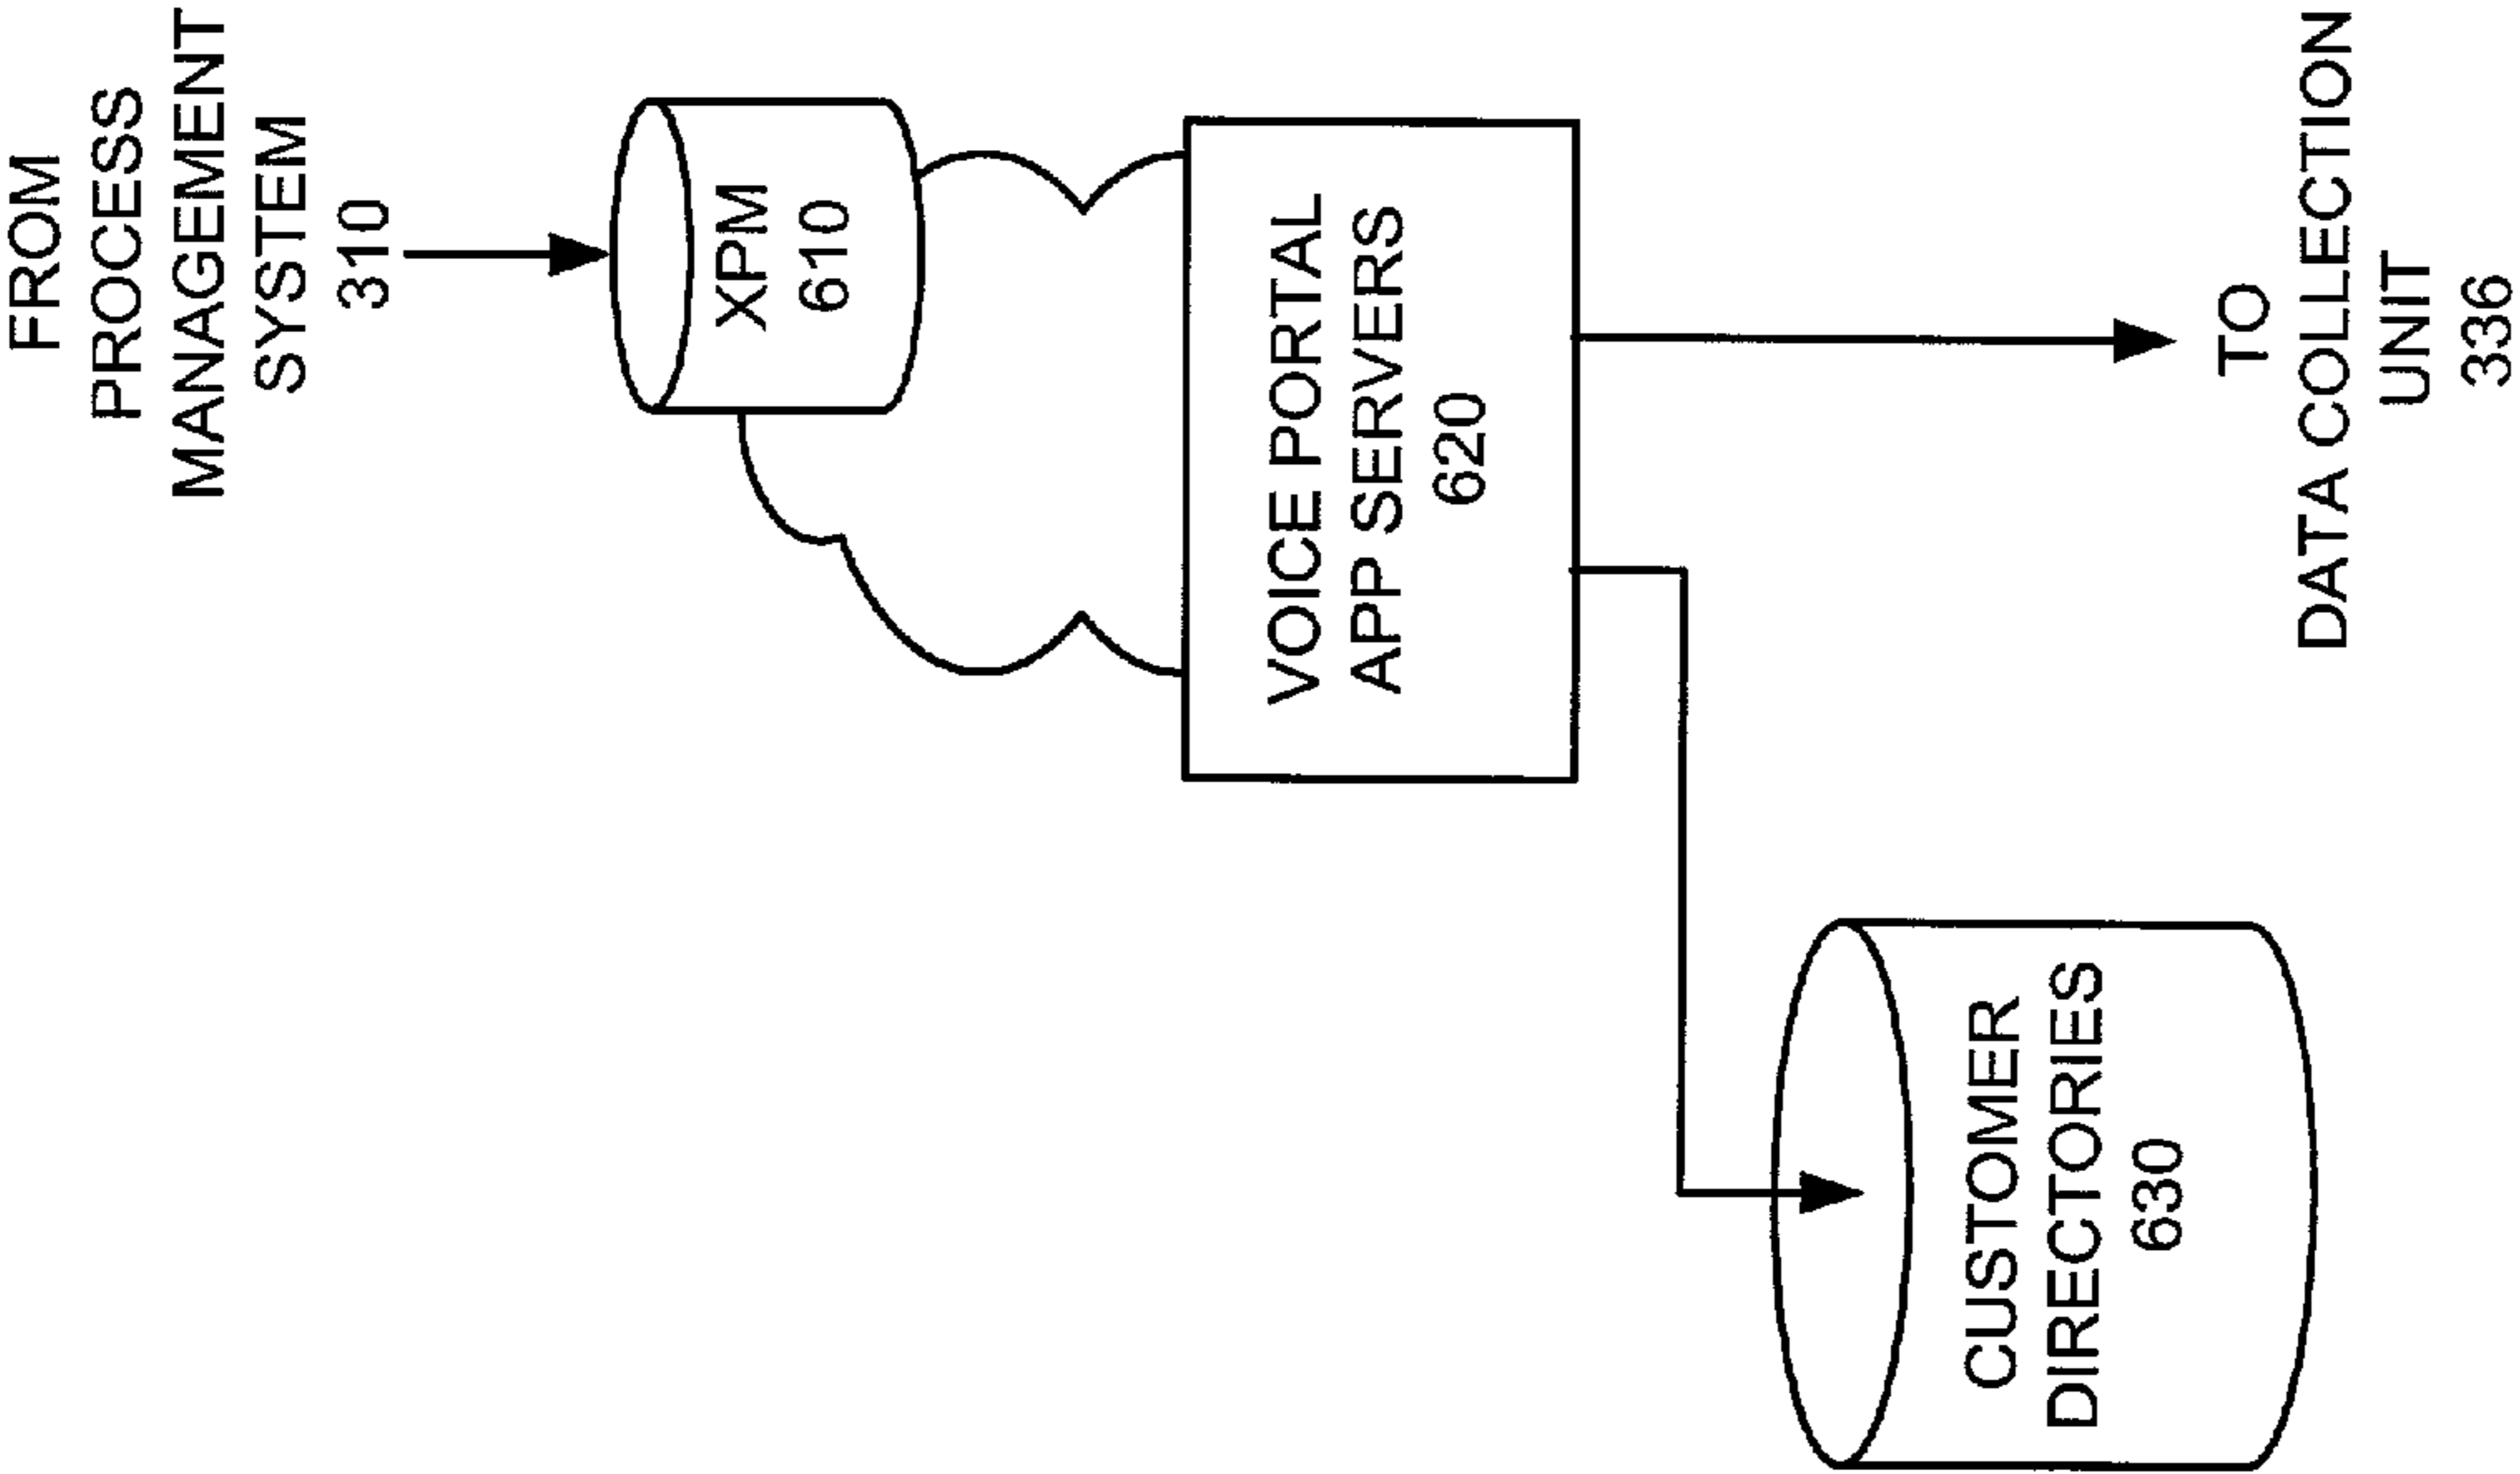 FROM
PROCESS
MANAGEMENT
SYSTEM
310
XPM
610
VOICE PORTAL
APP SERVERS
620
CUSTOMER
DIRECTORIES
630
TO
DATA COLLECTION
UNIT
336